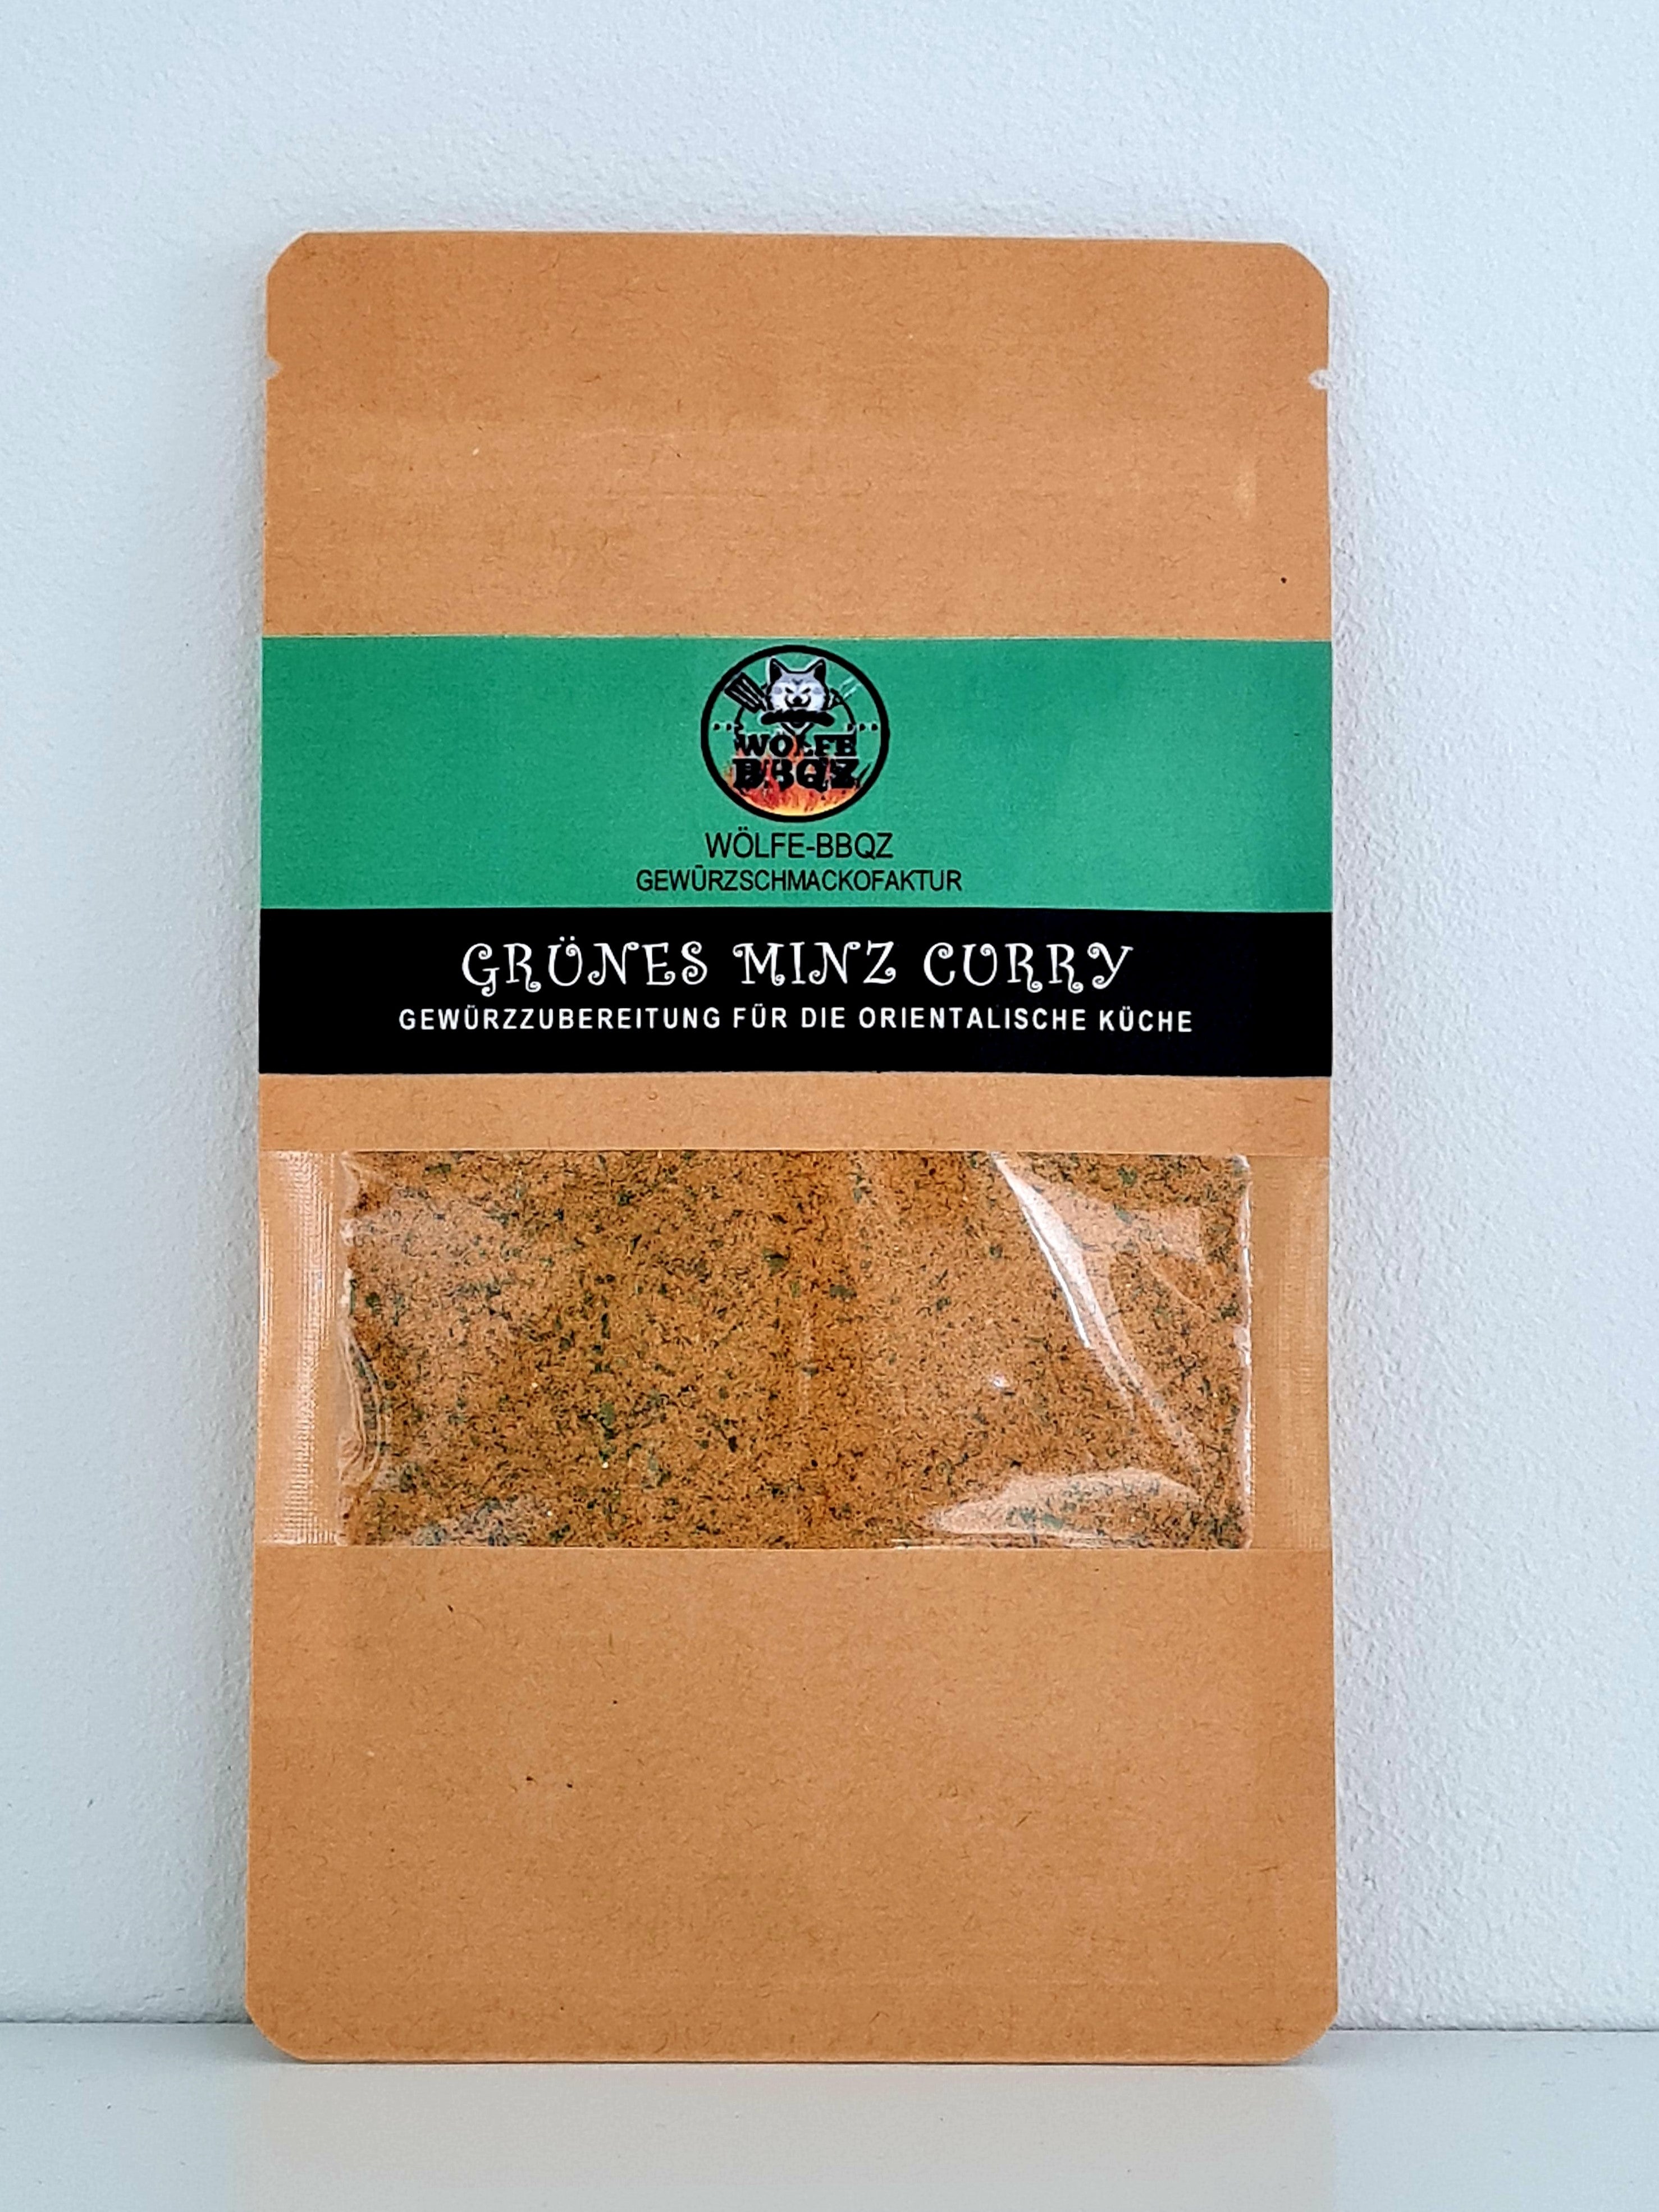 WÖLFE
BBQZ
WÖLFE-BBQZ
GEWÜRZSCHMACKOFAKTUR
GRÜNES MINZ CURRY
GEWÜRZZUBEREITUNG FÜR DIE ORIENTALISCHE KÜCHE